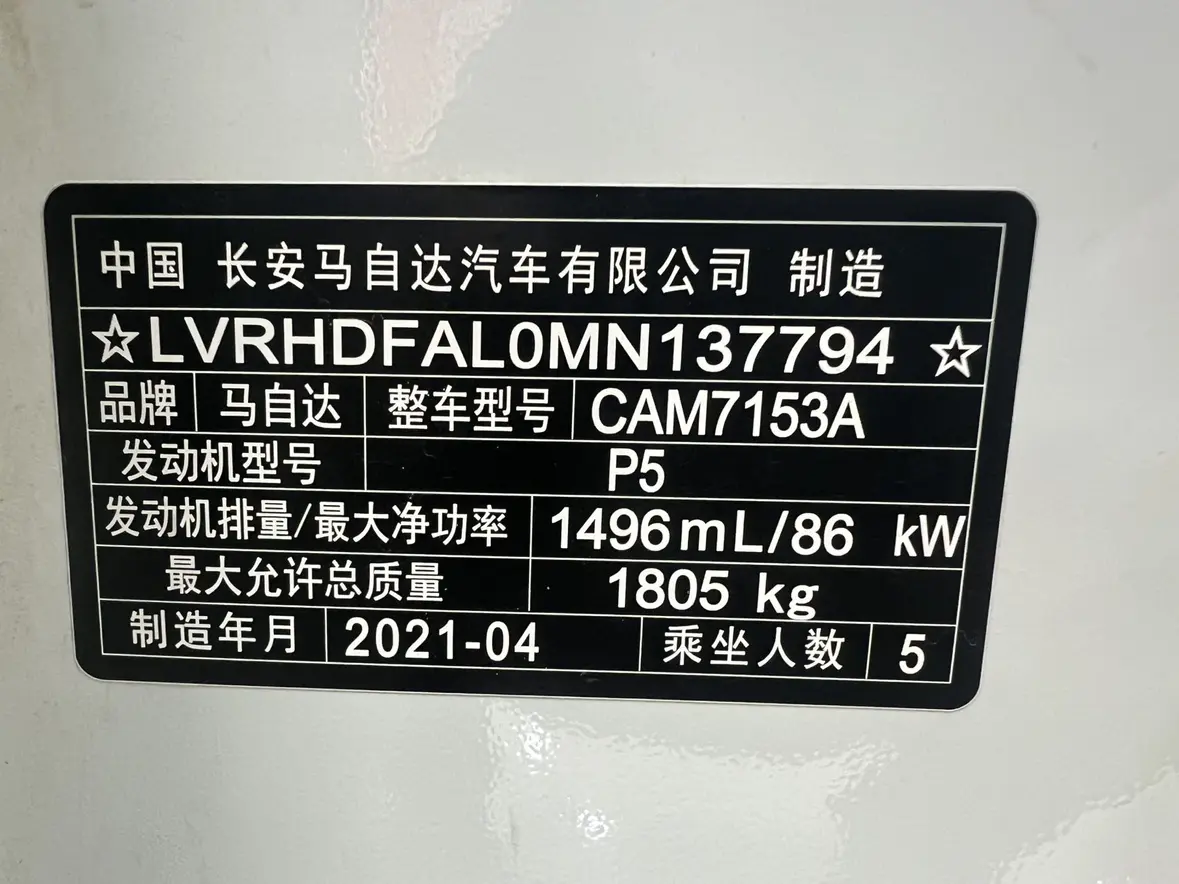 中国 长安马自达汽车有限公司 制造
☆LVRHDFAL0MN137794☆
品牌 马自达 整车型号 CAM7153A
发动机型号 P5
发动机排量/最大净功率 1496mL/86 kW
最大允许总质量 1805 kg
制造年月 2021-04 乘坐人数 5